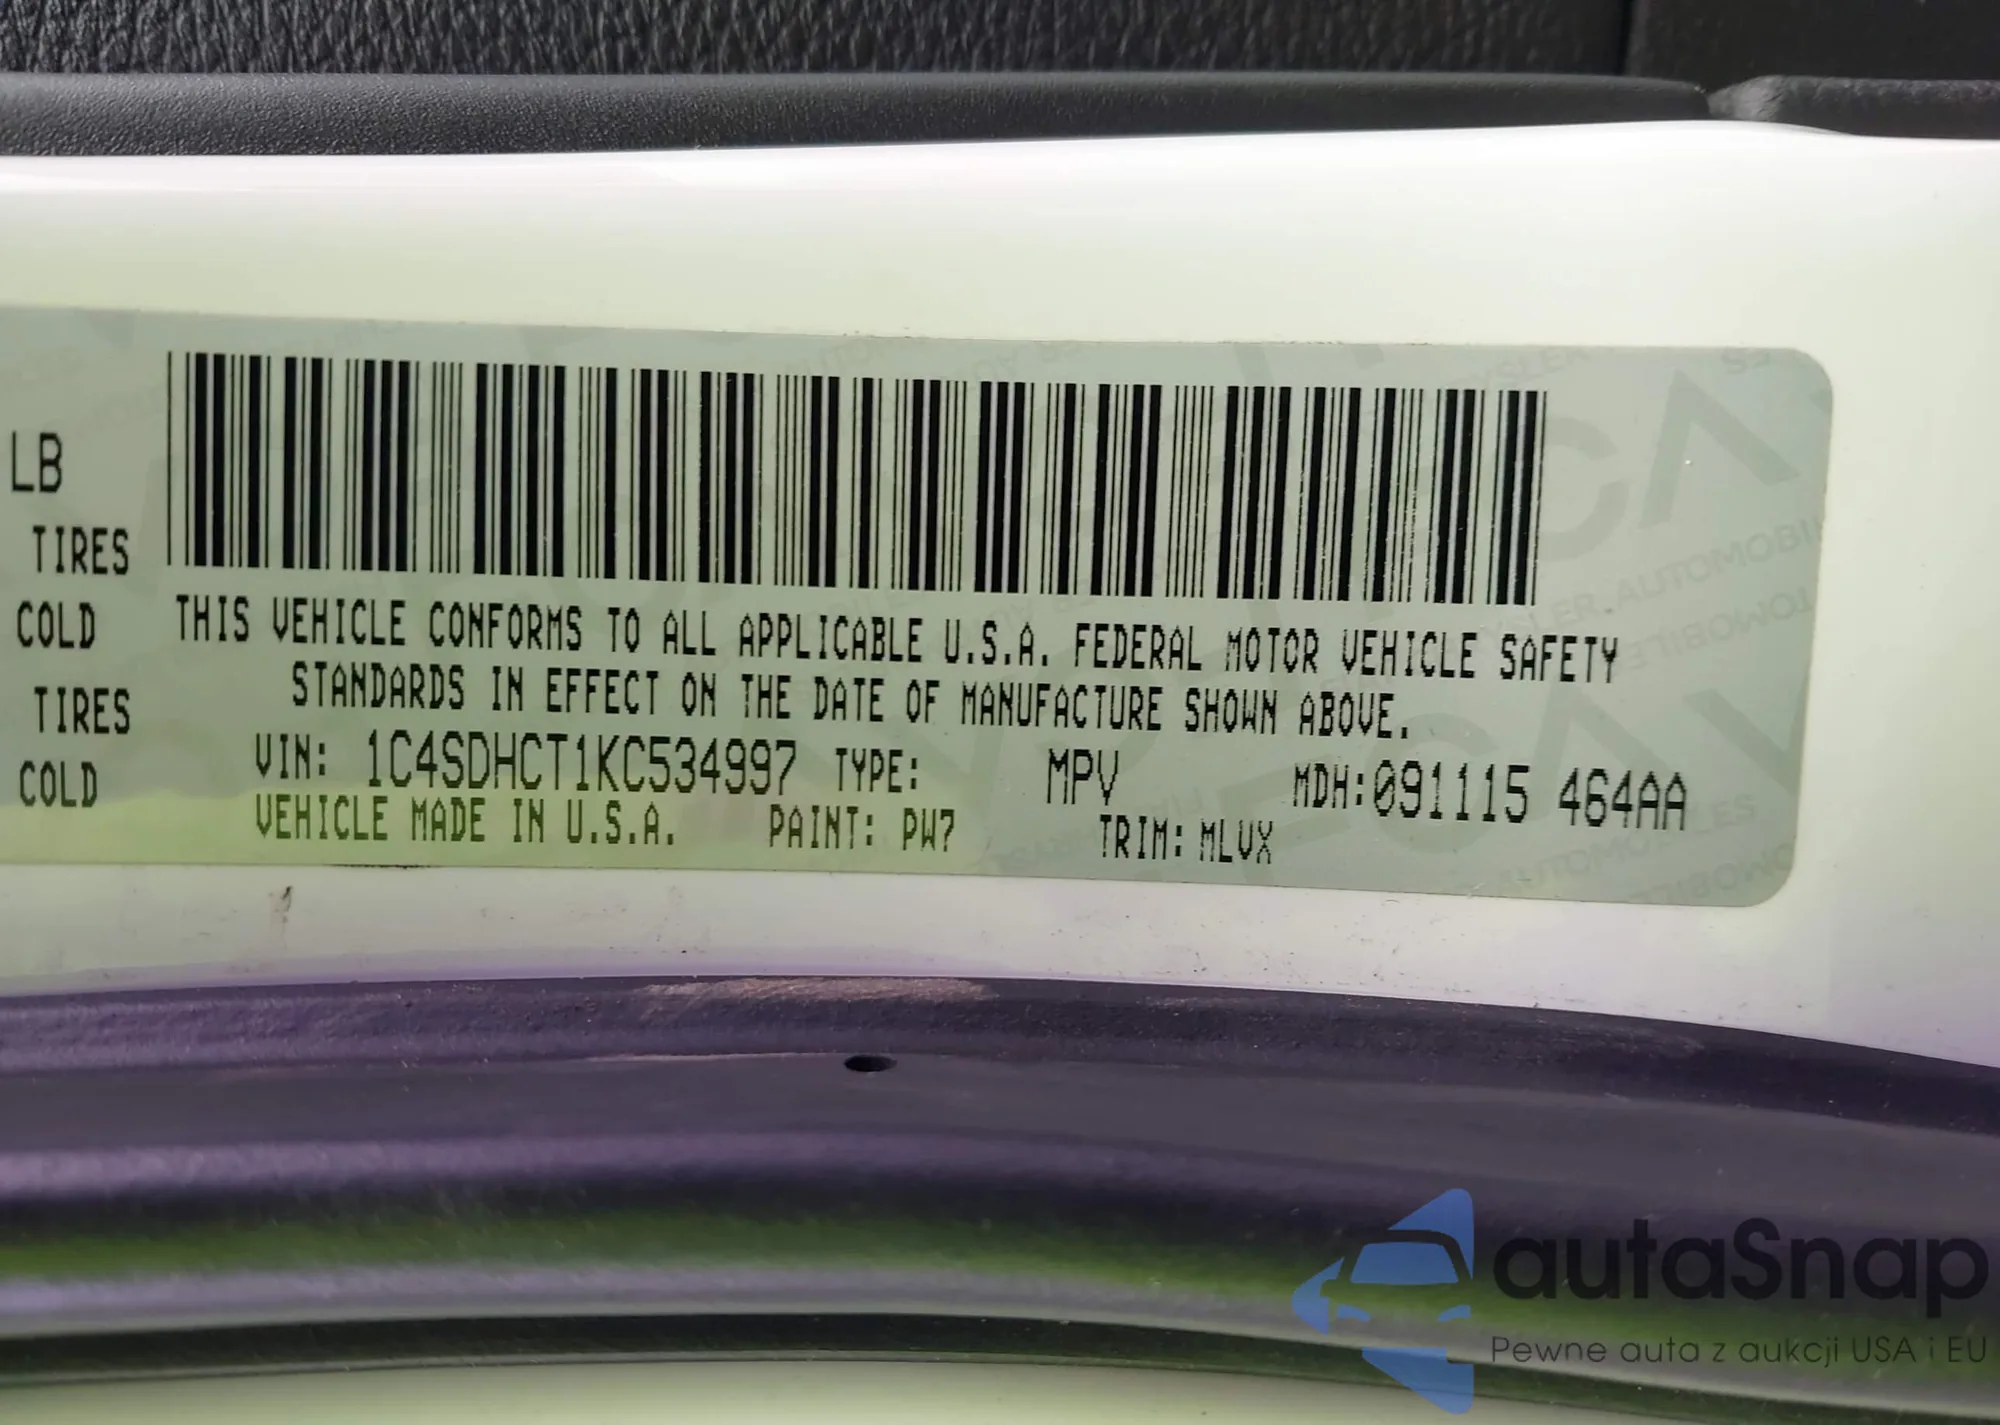 LB
TIRES
COLD
TIRES
COLD
THIS VEHICLE CONFORMS TO ALL APPLICABLE U.S.A. FEDERAL MOTOR VEHICLE SAFETY
STANDARDS IN EFFECT ON THE DATE OF MANUFACTURE SHOWN ABOVE.
VIN: 1C4SDHCT1KC534997 TYPE: MPV MDH:091115 464AA
VEHICLE MADE IN U.S.A. PAINT: PW7 TRIM: MLVX
autaSnap
Pewne auta z aukcji USA i EU